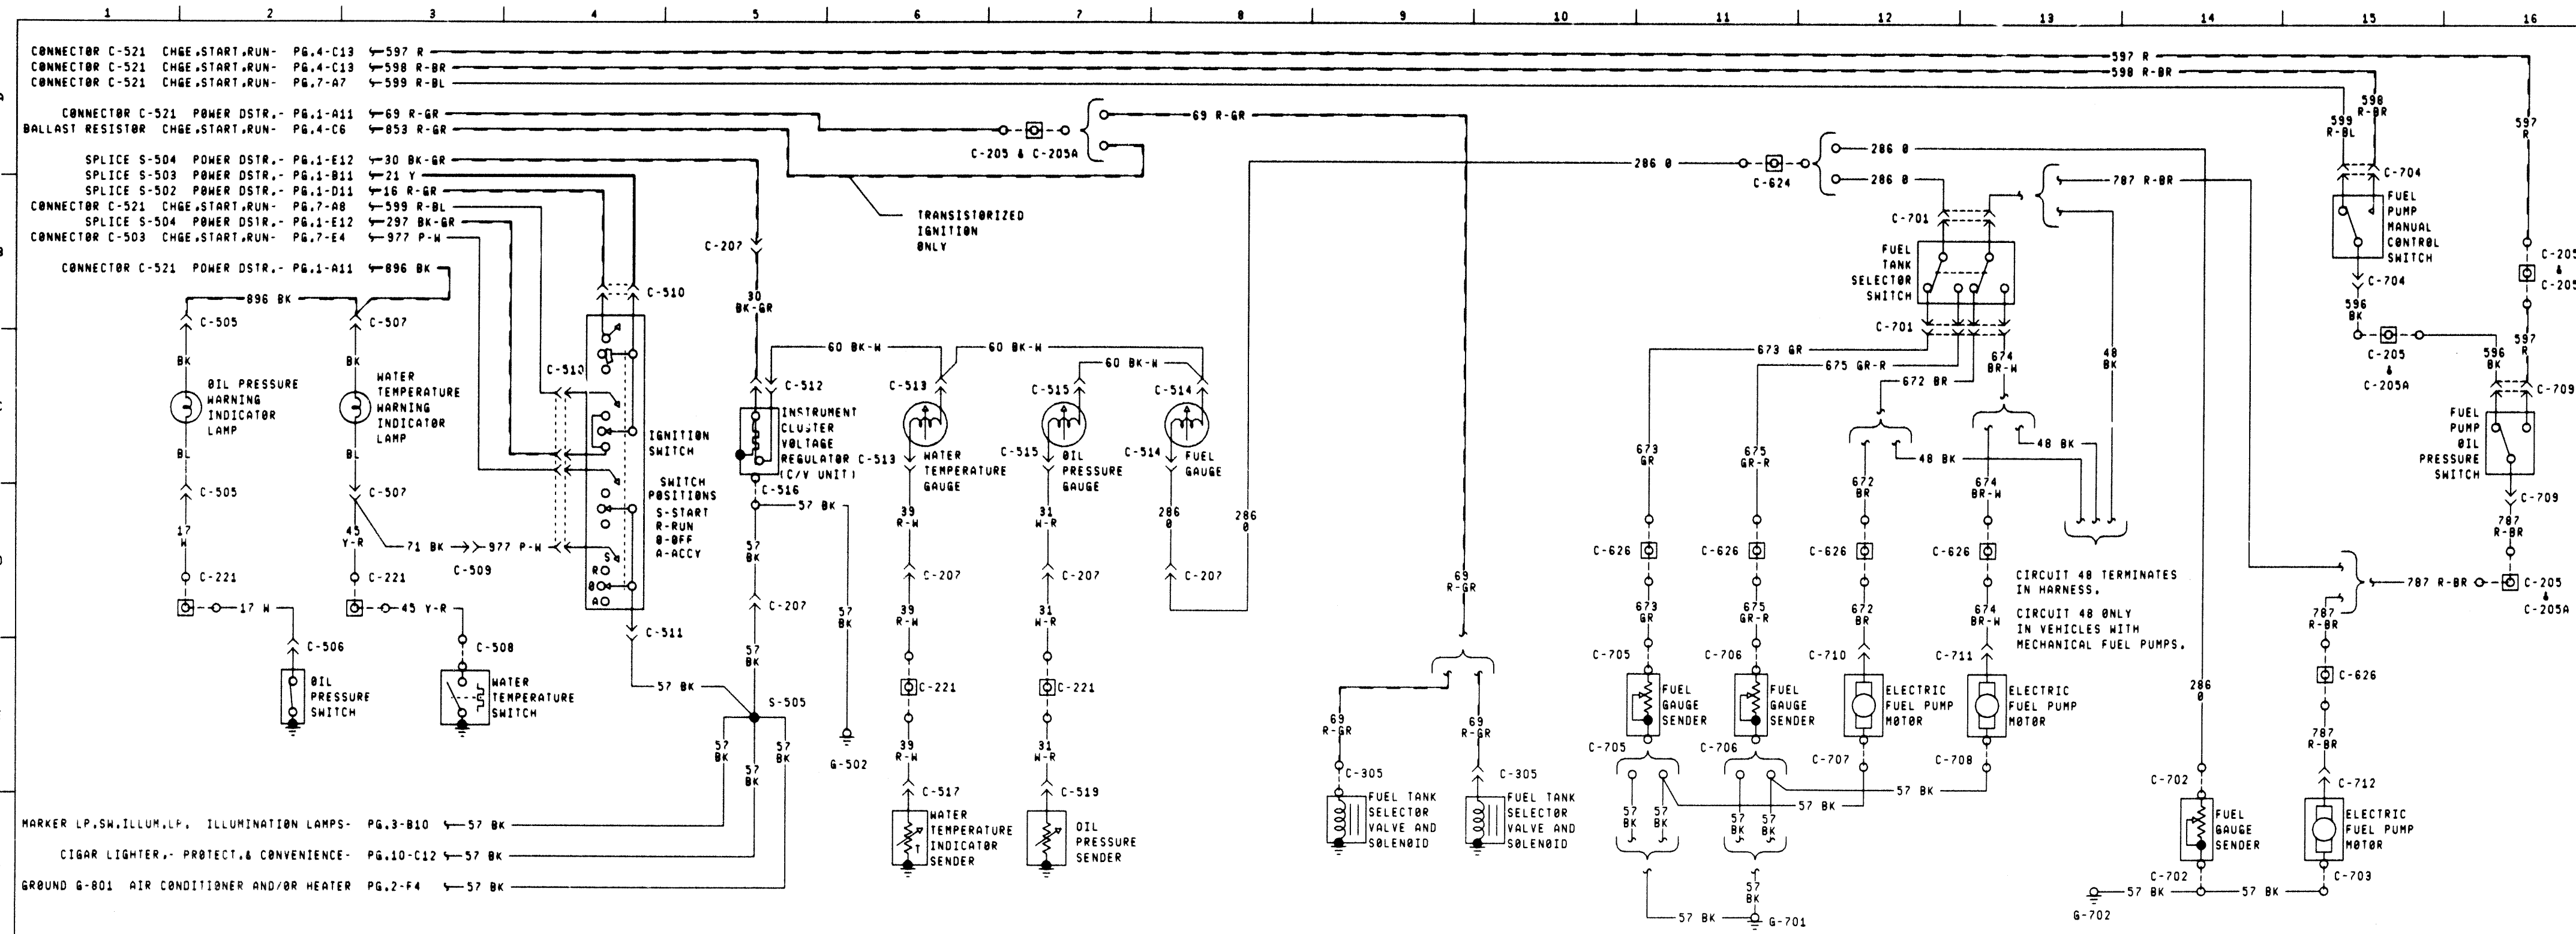 1 2 3 4 5 6 7 8 9 10 11 12 13 14 15 16
CONNECTOR C-521 CHGE.START.RUN- PG.4-C13 597 R
CONNECTOR C-521 CHGE.START.RUN- PG.4-C13 598 R-BR
CONNECTOR C-521 CHGE.START.RUN- PG.7-A7 599 R-BL
CONNECTOR C-521 POWER DSTR.- PG.1-A11 69 R-GR
BALLAST RESISTOR CHGE.START.RUN- PG.4-C6 853 R-GR
SPLICE S-504 POWER DSTR.- PG.1-E12 30 BK-GR
SPLICE S-503 POWER DSTR.- PG.1-B11 21 Y
SPLICE S-502 POWER DSTR.- PG.1-D11 16 R-GR
CONNECTOR C-521 CHGE.START.RUN- PG.7-A8 599 R-BL
SPLICE S-504 POWER DSTR.- PG.1-E12 297 BK-GR
CONNECTOR C-503 CHGE.START.RUN- PG.7-E4 977 P-W
CONNECTOR C-521 POWER DSTR.- PG.1-A11 896 BK
896 BK
C-505
C-507
BK
BK
OIL PRESSURE
WARNING
INDICATOR
LAMP
WATER
TEMPERATURE
WARNING
INDICATOR
LAMP
BL
BL
C-505
C-507
17
W
45
Y-R
71 BK
977 P-W
C-509
C-221
C-221
17 W
45 Y-R
C-506
C-508
OIL
PRESSURE
SWITCH
WATER
TEMPERATURE
SWITCH
C-510
C-510
IGNITION
SWITCH
SWITCH
POSITIONS
S-START
R-RUN
O-OFF
A-ACCY
S
R
O
A
C-511
57 BK
C-207
30
BK-GR
60 BK-W
60 BK-W
60 BK-W
C-512
C-513
C-515
C-514
INSTRUMENT
CLUSTER
VOLTAGE
REGULATOR
(C/V UNIT)
C-513
C-515
C-514
WATER
TEMPERATURE
GAUGE
OIL
PRESSURE
GAUGE
FUEL
GAUGE
C-516
57 BK
57
BK
57
BK
C-207
57
BK
S-505
57
BK
57
BK
57
BK
G-502
39
R-W
31
W-R
286
O
286
O
C-207
C-207
C-207
39
R-W
31
W-R
C-221
C-221
39
R-W
31
W-R
C-517
C-519
WATER
TEMPERATURE
INDICATOR
SENDER
T
OIL
PRESSURE
SENDER
MARKER LP.SW.ILLUM.LP. ILLUMINATION LAMPS- PG.3-B10 57 BK
CIGAR LIGHTER.- PROTECT.& CONVENIENCE- PG.10-C12 57 BK
GROUND G-801 AIR CONDITIONER AND/OR HEATER PG.2-F4 57 BK
C-205 & C-205A
69 R-GR
TRANSISTORIZED
IGNITION
ONLY
69
R-GR
69
R-GR
69
R-GR
C-305
C-305
FUEL TANK
SELECTOR
VALVE AND
SOLENOID
FUEL TANK
SELECTOR
VALVE AND
SOLENOID
286 O
C-624
286 O
286 O
787 R-BR
C-701
FUEL
TANK
SELECTOR
SWITCH
C-701
673 GR
675 GR-R
672 BR
674
BR-W
48
BK
48 BK
48 BK
673
GR
675
GR-R
672
BR
674
BR-W
C-626
C-626
C-626
C-626
673
GR
675
GR-R
672
BR
674
BR-W
CIRCUIT 48 TERMINATES
IN HARNESS.
CIRCUIT 48 ONLY
IN VEHICLES WITH
MECHANICAL FUEL PUMPS.
C-705
C-706
C-710
C-711
FUEL
GAUGE
SENDER
FUEL
GAUGE
SENDER
ELECTRIC
FUEL PUMP
MOTOR
ELECTRIC
FUEL PUMP
MOTOR
C-705
C-706
C-707
C-708
57 BK
57 BK
57
BK
57
BK
57
BK
57
BK
57
BK
57 BK
G-701
597 R
598 R-BR
598
R-BR
599
R-BL
597
R
C-704
FUEL
PUMP
MANUAL
CONTROL
SWITCH
C-704
596
BK
C-205
&
C-205A
C-205
&
C-205
596
BK
597
R
C-709
FUEL
PUMP
OIL
PRESSURE
SWITCH
C-709
787
R-BR
787 R-BR
C-205
&
C-205A
787
R-BR
C-626
787
R-BR
C-712
286
O
C-702
FUEL
GAUGE
SENDER
ELECTRIC
FUEL PUMP
MOTOR
C-702
C-703
57 BK
57 BK
G-702